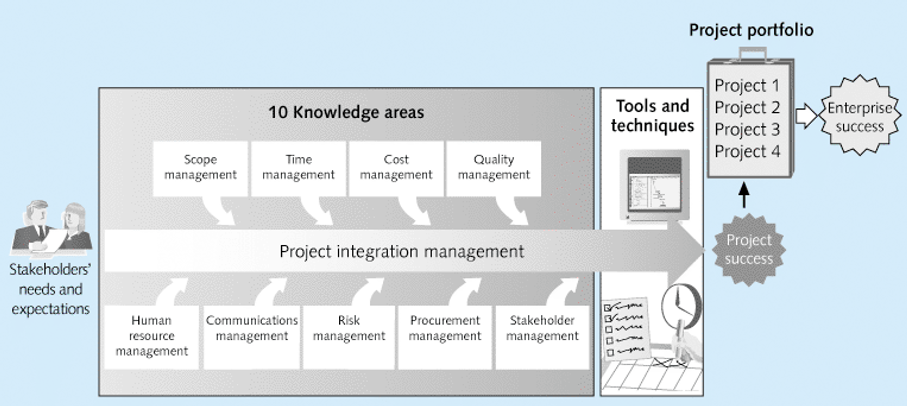 Project portfolio
Project 1
Project 2
Project 3
Project 4
Enterprise
success
10 Knowledge areas
Tools and
techniques
Scope
management
Time
management
Cost
management
Quality
management
Stakeholders'
needs and
expectations
Project integration management
Project
success
Human
resource
management
Communications
management
Risk
management
Procurement
management
Stakeholder
management